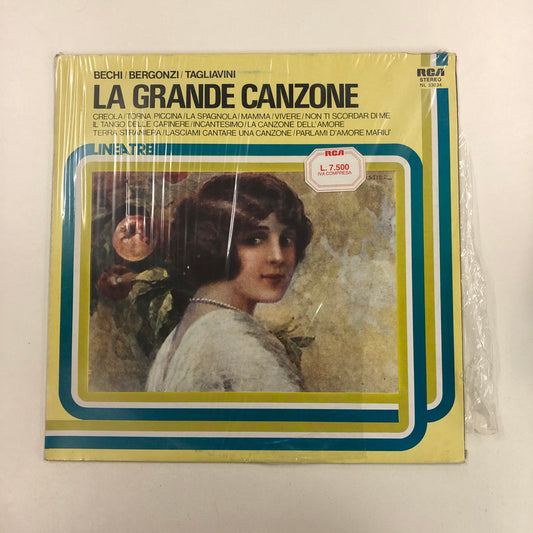 BECHI / BERGONZI / TAGLIAVINI
LA GRANDE CANZONE
CREOLA / TORNA PICCINA / LA SPAGNOLA / MAMMA / VIVERE / NON TI SCORDAR DI ME
IL TANGO DELLE CAPINERE / INCANTESIMO / LA CANZONE DELL'AMORE
TERRA STRANIERA / LASCIAMI CANTARE UNA CANZONE / PARLAMI D'AMORE MARIU'
LINEATRE
RCA
STEREO
NL 33034
RCA
L. 7.500
IVA COMPRESA